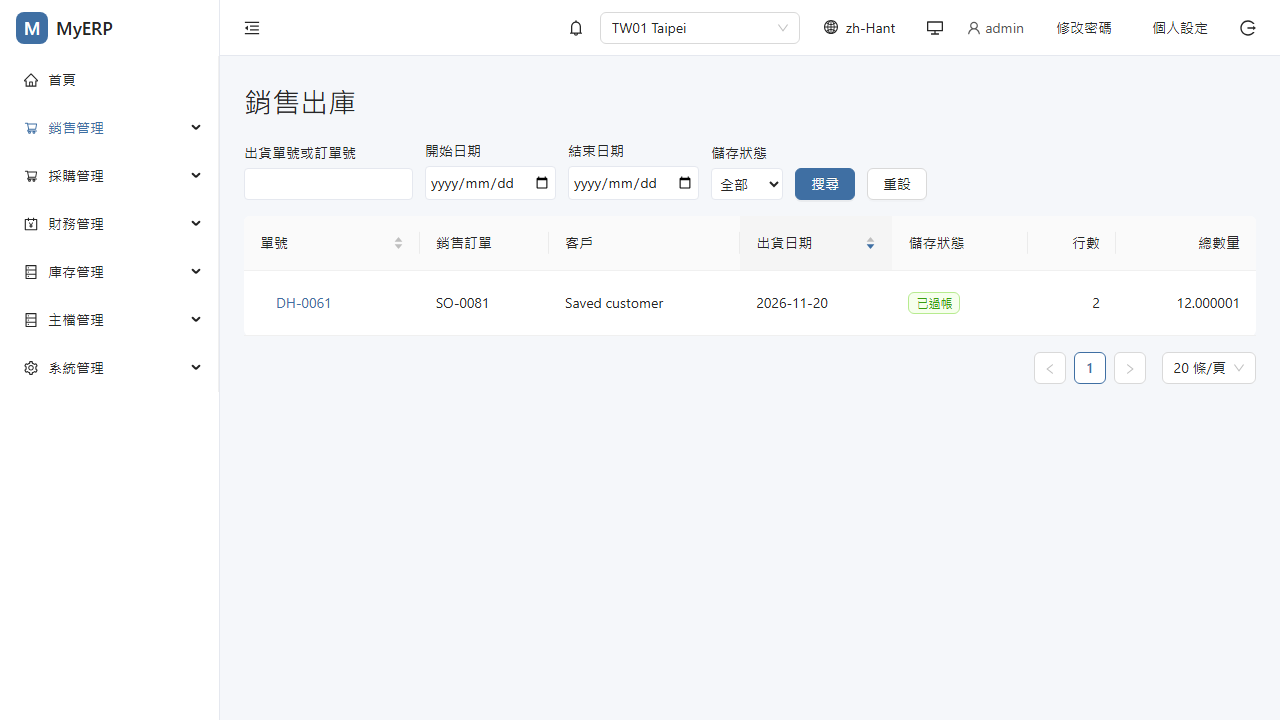 M MyERP
TW01 Taipei
zh-Hant
admin
修改密碼
個人設定
首頁
銷售管理
採購管理
財務管理
庫存管理
主檔管理
系統管理
銷售出庫
出貨單號或訂單號
開始日期
yyyy/mm/dd
結束日期
yyyy/mm/dd
儲存狀態
全部
搜尋
重設
單號 銷售訂單 客戶 出貨日期 儲存狀態 行數 總數量
DH-0061 SO-0081 Saved customer 2026-11-20 已過帳 2 12.000001
1
20 條/頁